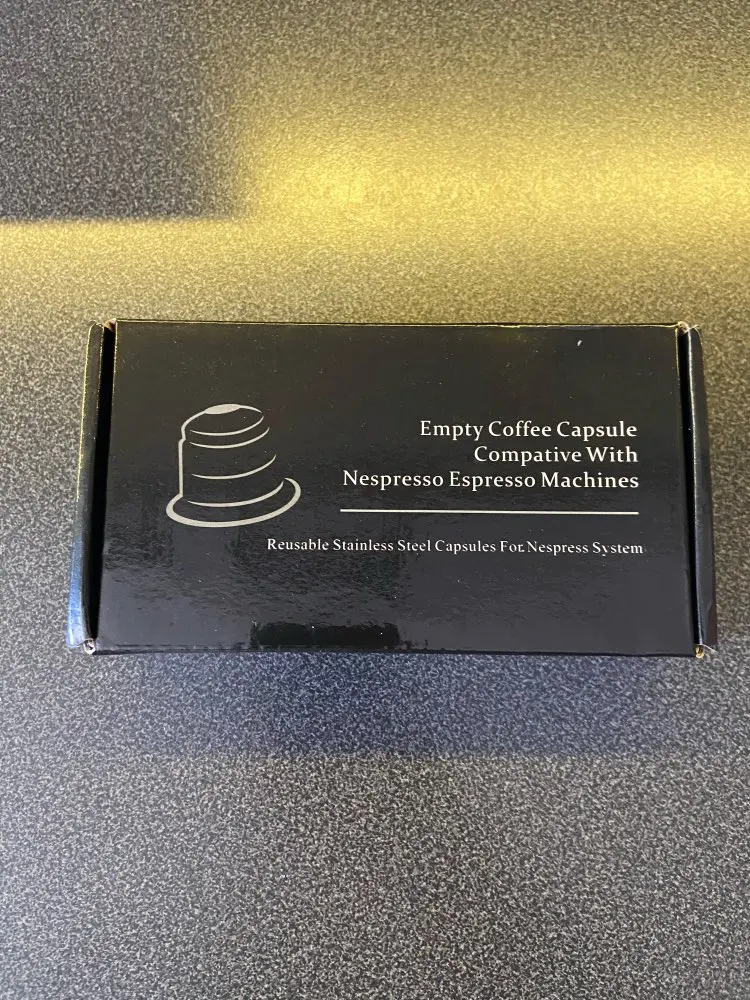 Empty Coffee Capsule
Compative With
Nespresso Espresso Machines
Reusable Stainless Steel Capsules For Nespress System